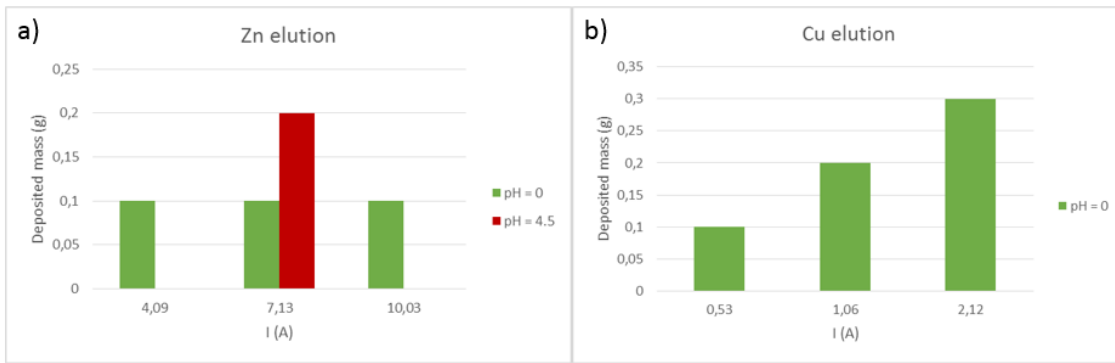 a)
Zn elution
0,25
0,2
0,15
0,1
0,05
0
Deposited mass (g)
4,09 7,13 10,03
I (A)
pH = 0
pH = 4.5
b)
Cu elution
0,35
0,3
0,25
0,2
0,15
0,1
0,05
0
Deposited mass (g)
0,53 1,06 2,12
I (A)
pH = 0